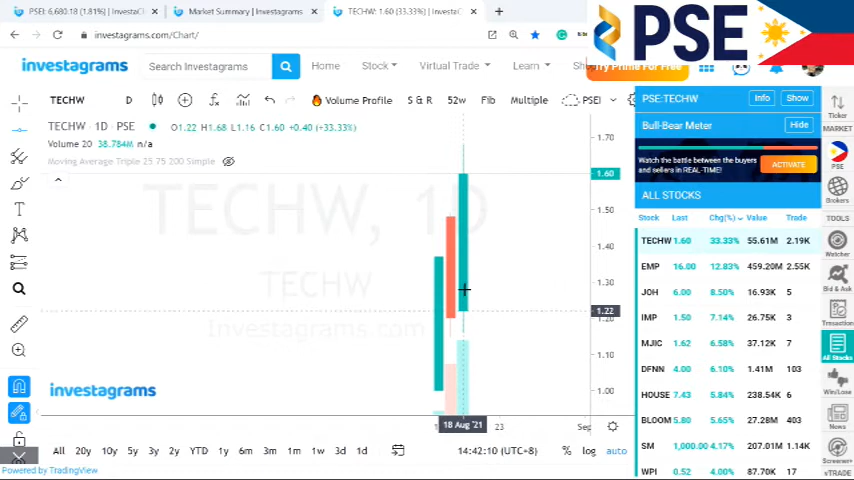 PSEI: 6,680.18 (1.81%) | InvestaC
Market Summary | Investagrams
TECHW: 1.60 (33.33%) | InvestaG
PSE
investagrams.com/Chart/
investagrams
Search Investagrams
Home
Stock
Virtual Trade
Learn
Try Prime For Free
TECHW
D
Volume Profile
S & R
52w
Fib
Multiple
PSEI
TECHW · 1D · PSE
O1.22 H1.68 L1.16 C1.60 +0.40 (+33.33%)
Volume 20 38.784M n/a
Moving Average Triple 25 75 200 Simple
TECHW, 1D
TECHW
Investagrams.com
investagrams
1.70
1.60
1.50
1.40
1.30
1.22
1.20
1.10
1.00
18 Aug '21
23
Sep
All
20y
10y
5y
3y
2y
YTD
1y
6m
3m
1m
1w
3d
1d
14:42:10 (UTC+8)
%
log
auto
Powered by TradingView
PSE:TECHW
Info
Show
Bull-Bear Meter
Hide
Watch the battle between the buyers
and sellers in REAL-TIME!
ACTIVATE
ALL STOCKS
Stock Last Chg(%) Value Trade
TECHW 1.60 33.33% 55.61M 2.19K
EMP 16.00 12.83% 459.20M 2.55K
JOH 6.00 8.50% 16.93K 5
IMP 1.50 7.14% 26.75K 3
MJIC 1.62 6.58% 37.12K 7
DFNN 4.00 6.10% 1.41M 103
HOUSE 7.43 5.84% 238.54K 6
BLOOM 5.80 5.65% 27.28M 403
SM 1,000.00 4.17% 207.01M 1.14K
WPI 0.52 4.00% 87.70K 17
Ticker
MARKET
PSE
Brokers
TOOLS
Watcher
Bid & Ask
Transaction
All Stocks
Win/Lose
News
Screener+
vTRADE